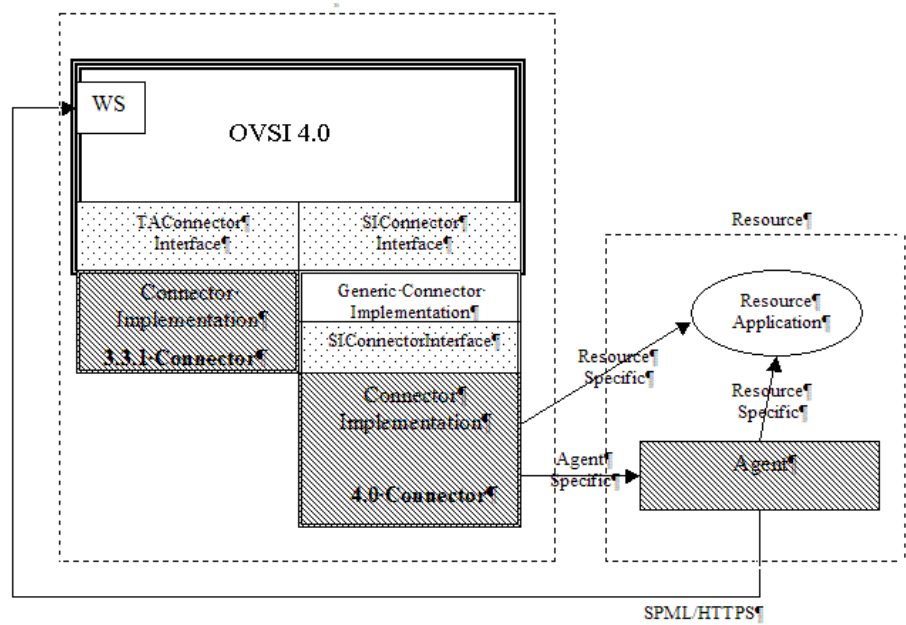 WS
OVSI 4.0
TAConnector¶
Interface¶
SIConnector¶
Interface¶
Resource¶
Connector·
Implementation¶
3.3.1·Connector¶
Generic·Connector·
Implementation¶
SIConnectorInterface¶
Resource¶
Application¶
Resource¶
Specific¶
Connector¶
Implementation¶
4.0·Connector¶
Resource¶
Specific¶
Agent¶
Specific¶
Agent¶
SPML/HTTPS¶